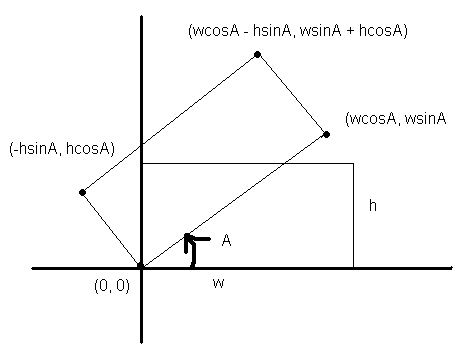 (wcosA - hsinA, wsinA + hcosA)
(wcosA, wsinA
(-hsinA, hcosA)
h
A
(0, 0)
w